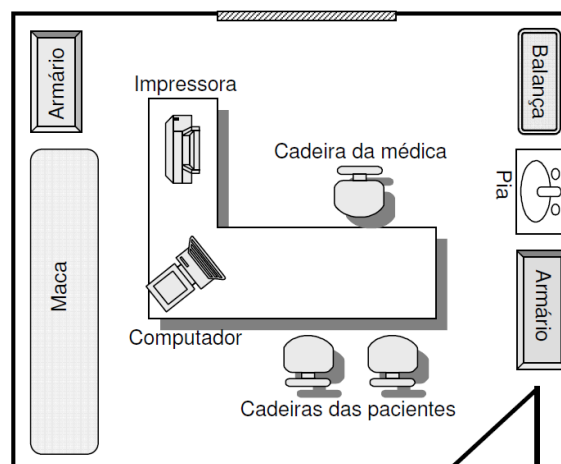 Armário
Impressora
Balança
Cadeira da médica
Pia
Maca
Armário
Computador
Cadeiras das pacientes